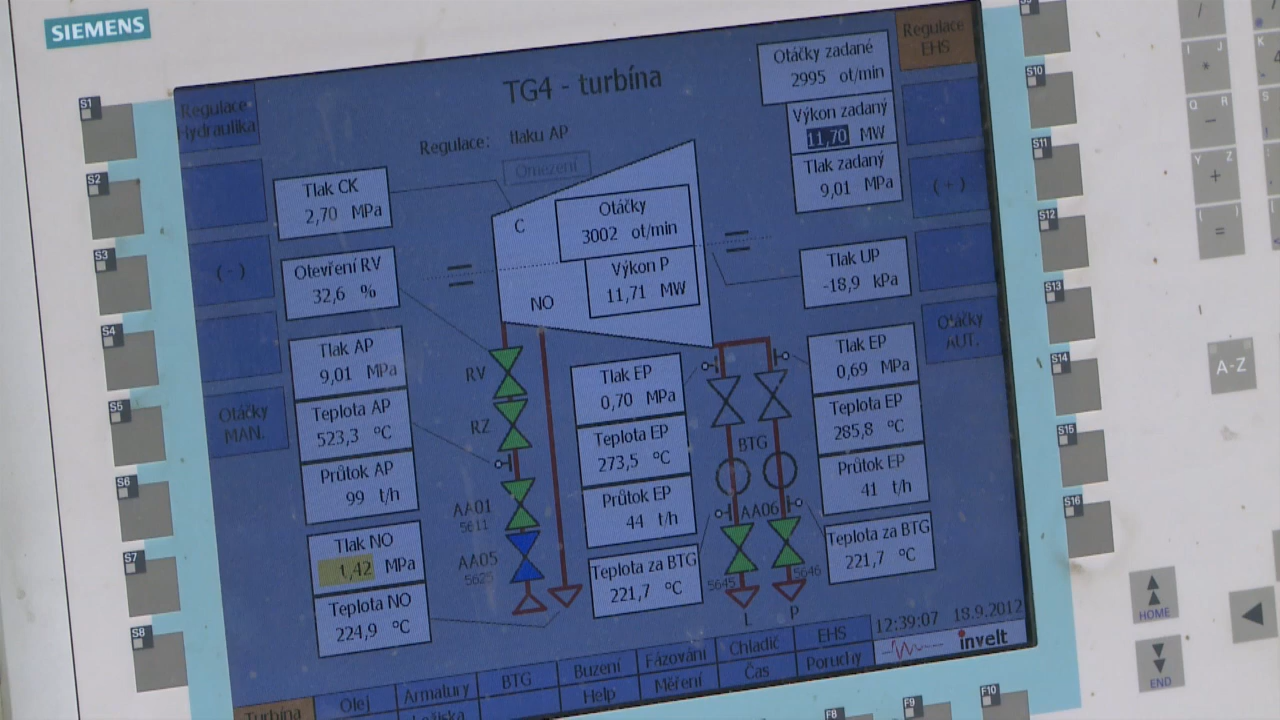 SIEMENS
TG4 - turbína
Regulace
Hydraulika
Regulace: tlaku AP
Omezení
Otáčky zadané
2995 ot/min
Výkon zadaný
11,70 MW
Tlak zadaný
9,01 MPa
Regulace
EHS
Tlak CK
2,70 MPa
Otevření RV
32,6 %
Tlak AP
9,01 MPa
Teplota AP
523,3 °C
Průtok AP
99 t/h
Tlak NO
1,42 MPa
Teplota NO
224,9 °C
C
NO
Otáčky
3002 ot/min
Výkon P
11,71 MW
Tlak UP
-18,9 kPa
RV
RZ
AA01
5611
AA05
5625
Tlak EP
0,70 MPa
Teplota EP
273,5 °C
Průtok EP
44 t/h
Teplota za BTG
221,7 °C
BTG
AA06
5645
5646
L
P
Tlak EP
0,69 MPa
Teplota EP
285,8 °C
Průtok EP
41 t/h
Teplota za BTG
221,7 °C
(-)
(+)
Otáčky
MAN.
Otáčky
AUT.
12:39:07 18.9.2012
invelt
Turbína
Olej
Armatury
Ložiska
BTG
Buzení
Help
Fázování
Měření
Chladič
Čas
EHS
Poruchy
S1
S2
S3
S4
S5
S6
S7
S8
S10
S11
S12
S13
S14
S15
S16
F8
F9
F10
A-Z
HOME
END